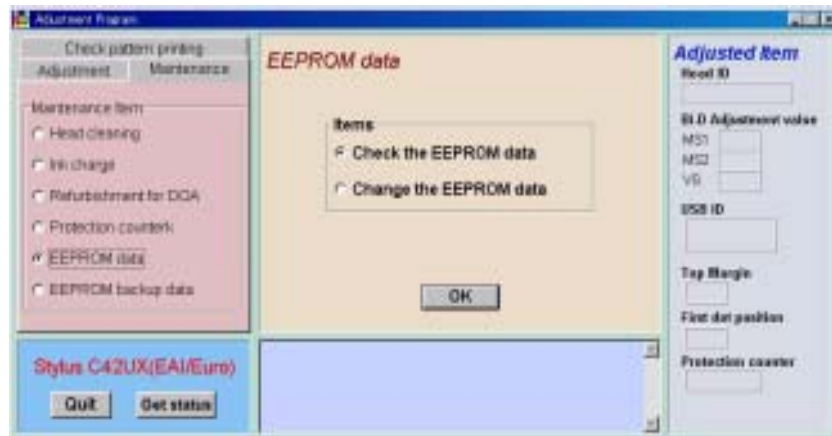 Adjustment Program
Check pattern printing
Adjustment Maintenance
Maintenance Item
Head cleaning
Ink charge
Refurbishment for DOA
Protection counterk
EEPROM data
EEPROM backup data
Stylus C42UX(EAI/Euro)
Quit Get status
EEPROM data
Items
Check the EEPROM data
Change the EEPROM data
OK
Adjusted Item
Head ID
Bi-D Adjustment value
MS1
MS2
VB
USB ID
Top Margin
First dot position
Protection counter